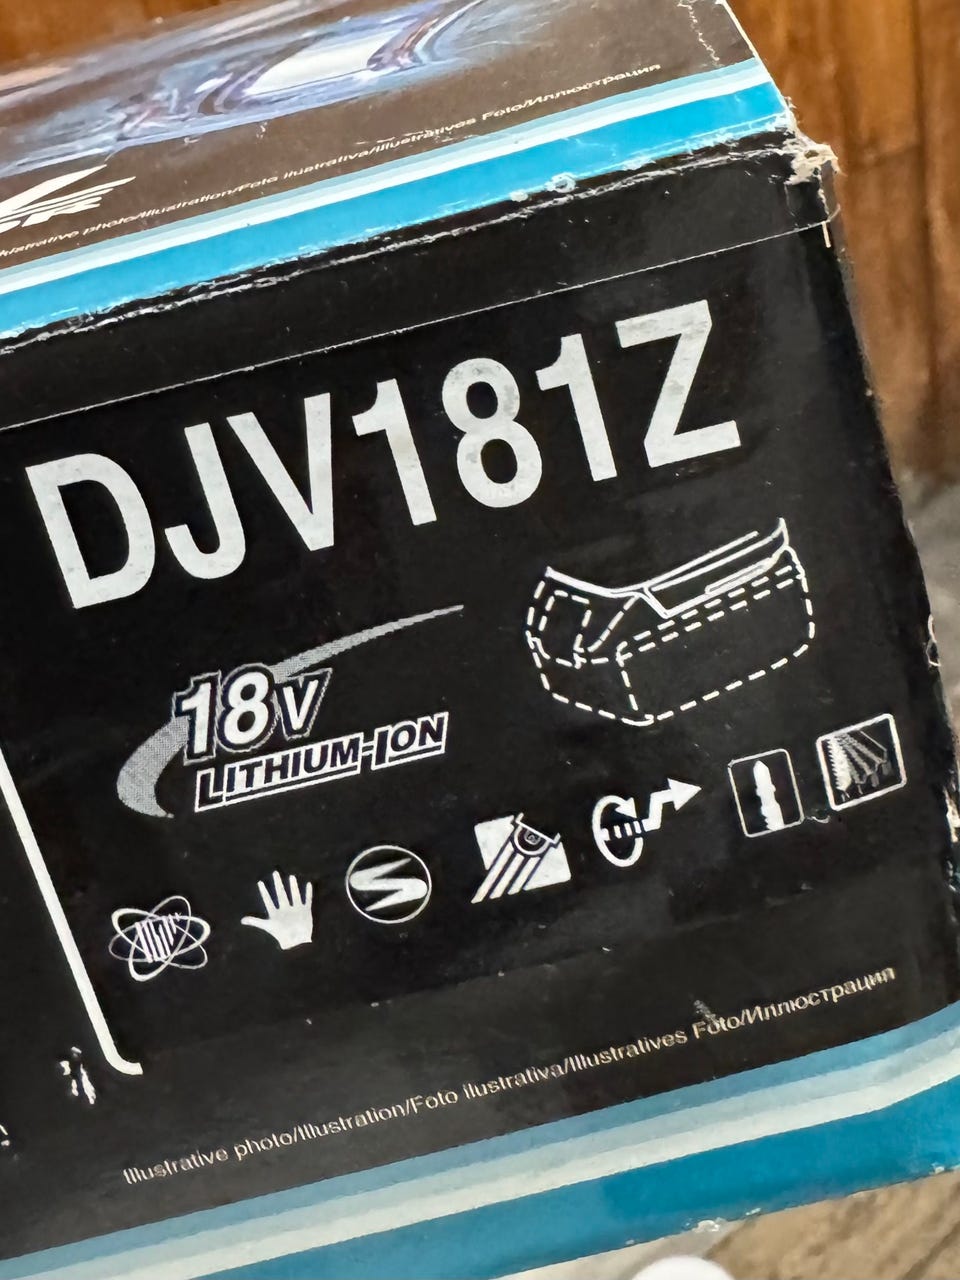 Illustrative photo/Illustration/Foto ilustrativa/Illustratives Foto/Иллюстрация
DJV181Z
18V
LITHIUM-ION
Illustrative photo/Illustration/Foto ilustrativa/Illustratives Foto/Иллюстрация